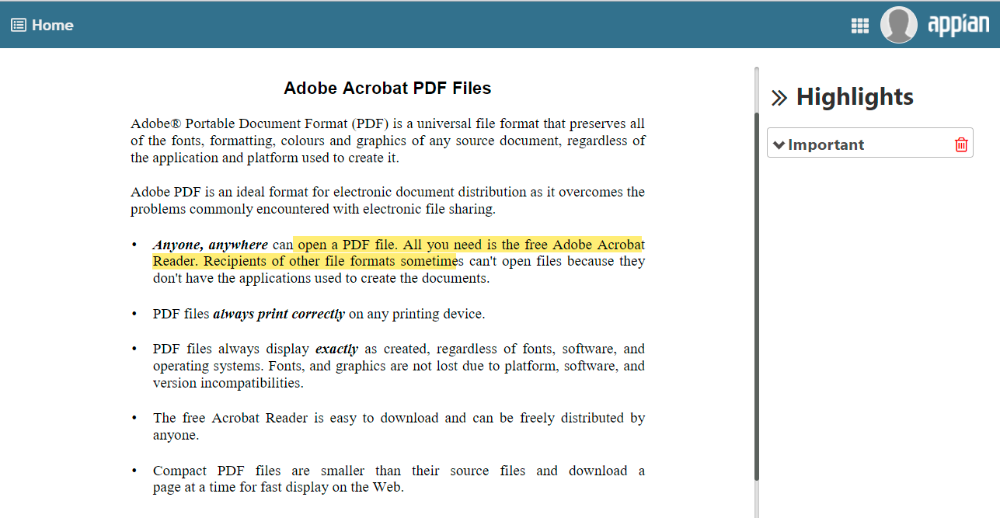 Home
appian
Adobe Acrobat PDF Files
Adobe® Portable Document Format (PDF) is a universal file format that preserves all
of the fonts, formatting, colours and graphics of any source document, regardless of
the application and platform used to create it.
Adobe PDF is an ideal format for electronic document distribution as it overcomes the
problems commonly encountered with electronic file sharing.
• Anyone, anywhere can open a PDF file. All you need is the free Adobe Acrobat
Reader. Recipients of other file formats sometimes can't open files because they
don't have the applications used to create the documents.
• PDF files always print correctly on any printing device.
• PDF files always display exactly as created, regardless of fonts, software, and
operating systems. Fonts, and graphics are not lost due to platform, software, and
version incompatibilities.
• The free Acrobat Reader is easy to download and can be freely distributed by
anyone.
• Compact PDF files are smaller than their source files and download a
page at a time for fast display on the Web.
Highlights
Important